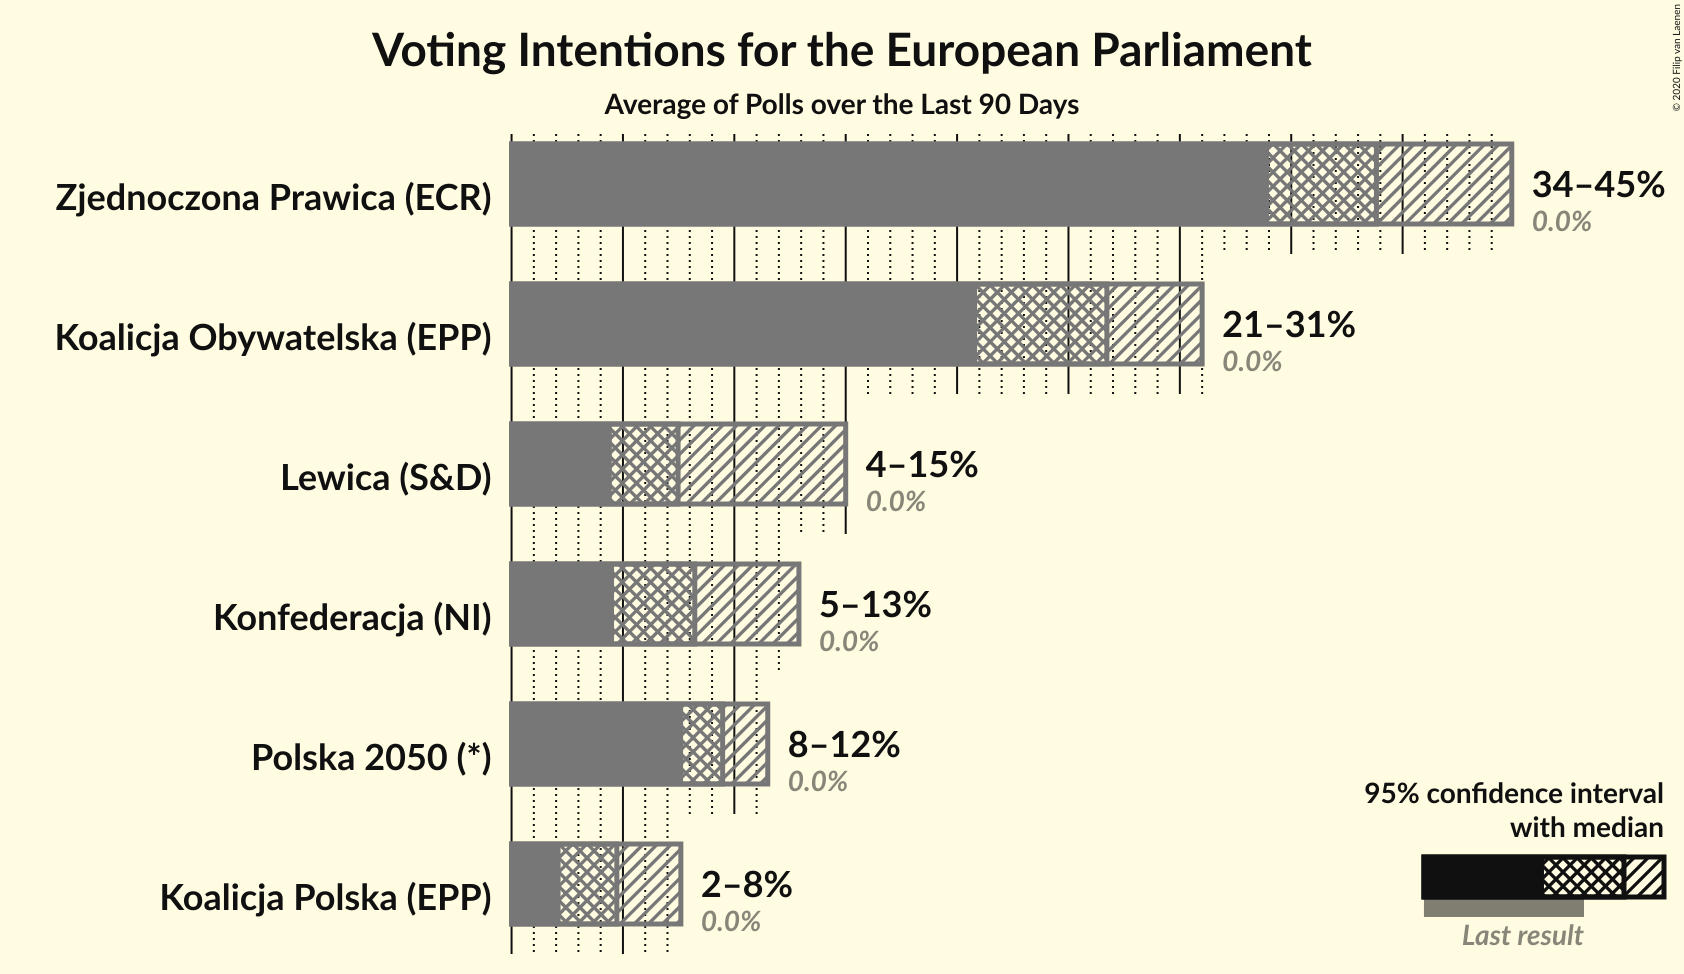 Voting Intentions for the European Parliament
Average of Polls over the Last 90 Days
© 2020 Filip van Laenen
Zjednoczona Prawica (ECR)
34–45%
0.0%
Koalicja Obywatelska (EPP)
21–31%
0.0%
Lewica (S&D)
4–15%
0.0%
Konfederacja (NI)
5–13%
0.0%
Polska 2050 (*)
8–12%
0.0%
Koalicja Polska (EPP)
2–8%
0.0%
95% confidence interval
with median
Last result